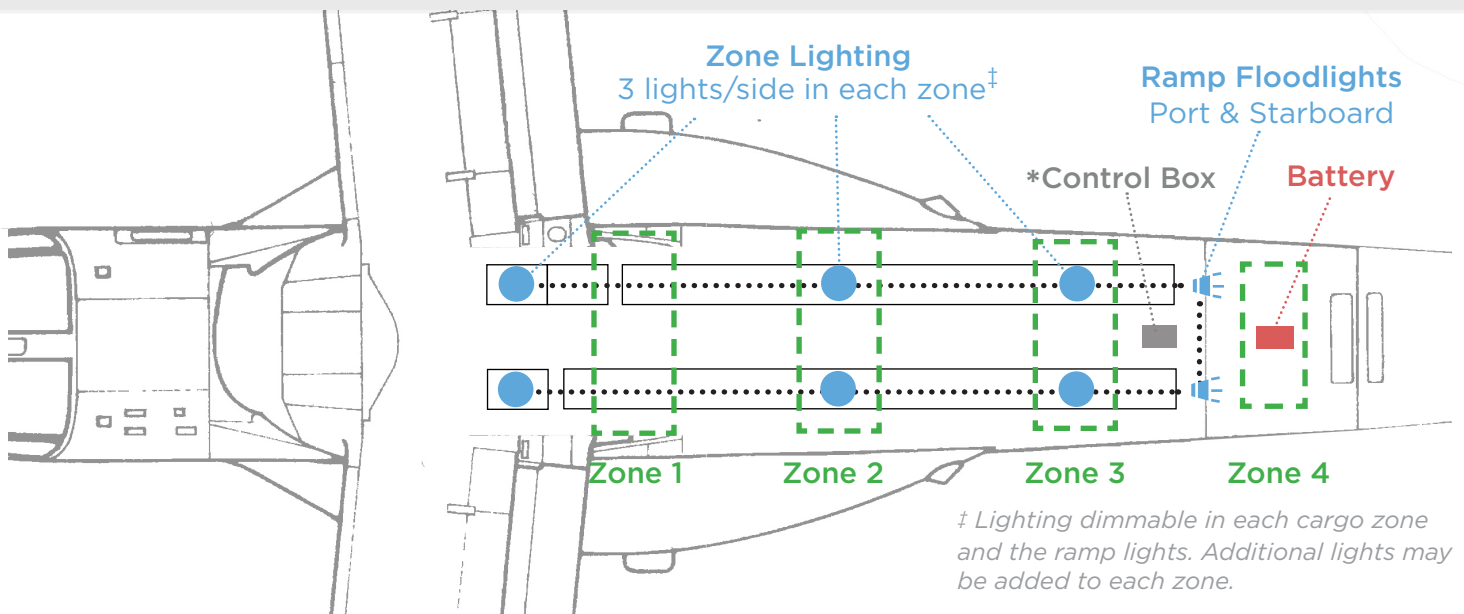 Zone Lighting
3 lights/side in each zone‡
Ramp Floodlights
Port & Starboard
*Control Box
Battery
Zone 1
Zone 2
Zone 3
Zone 4
‡ Lighting dimmable in each cargo zone
and the ramp lights. Additional lights may
be added to each zone.